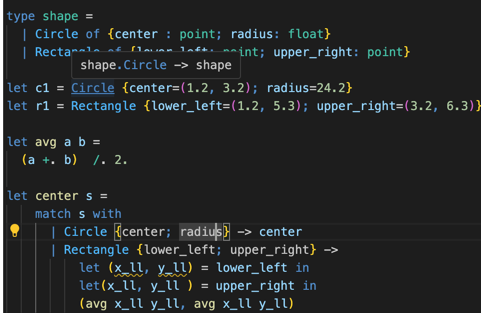 type shape =
| Circle of {center : point; radius: float}
| Rectangle of {lower_left: point; upper_right: point}
shape.Circle -> shape
let c1 = Circle {center=(1.2, 3.2); radius=24.2}
let r1 = Rectangle {lower_left=(1.2, 5.3); upper_right=(3.2, 6.3)}
let avg a b =
(a +. b)  /. 2.
let center s =
match s with
| Circle {center; radius} -> center
| Rectangle {lower_left; upper_right} ->
let (x_ll, y_ll) = lower_left in
let(x_ll, y_ll ) = upper_right in
(avg x_ll y_ll, avg x_ll y_ll)